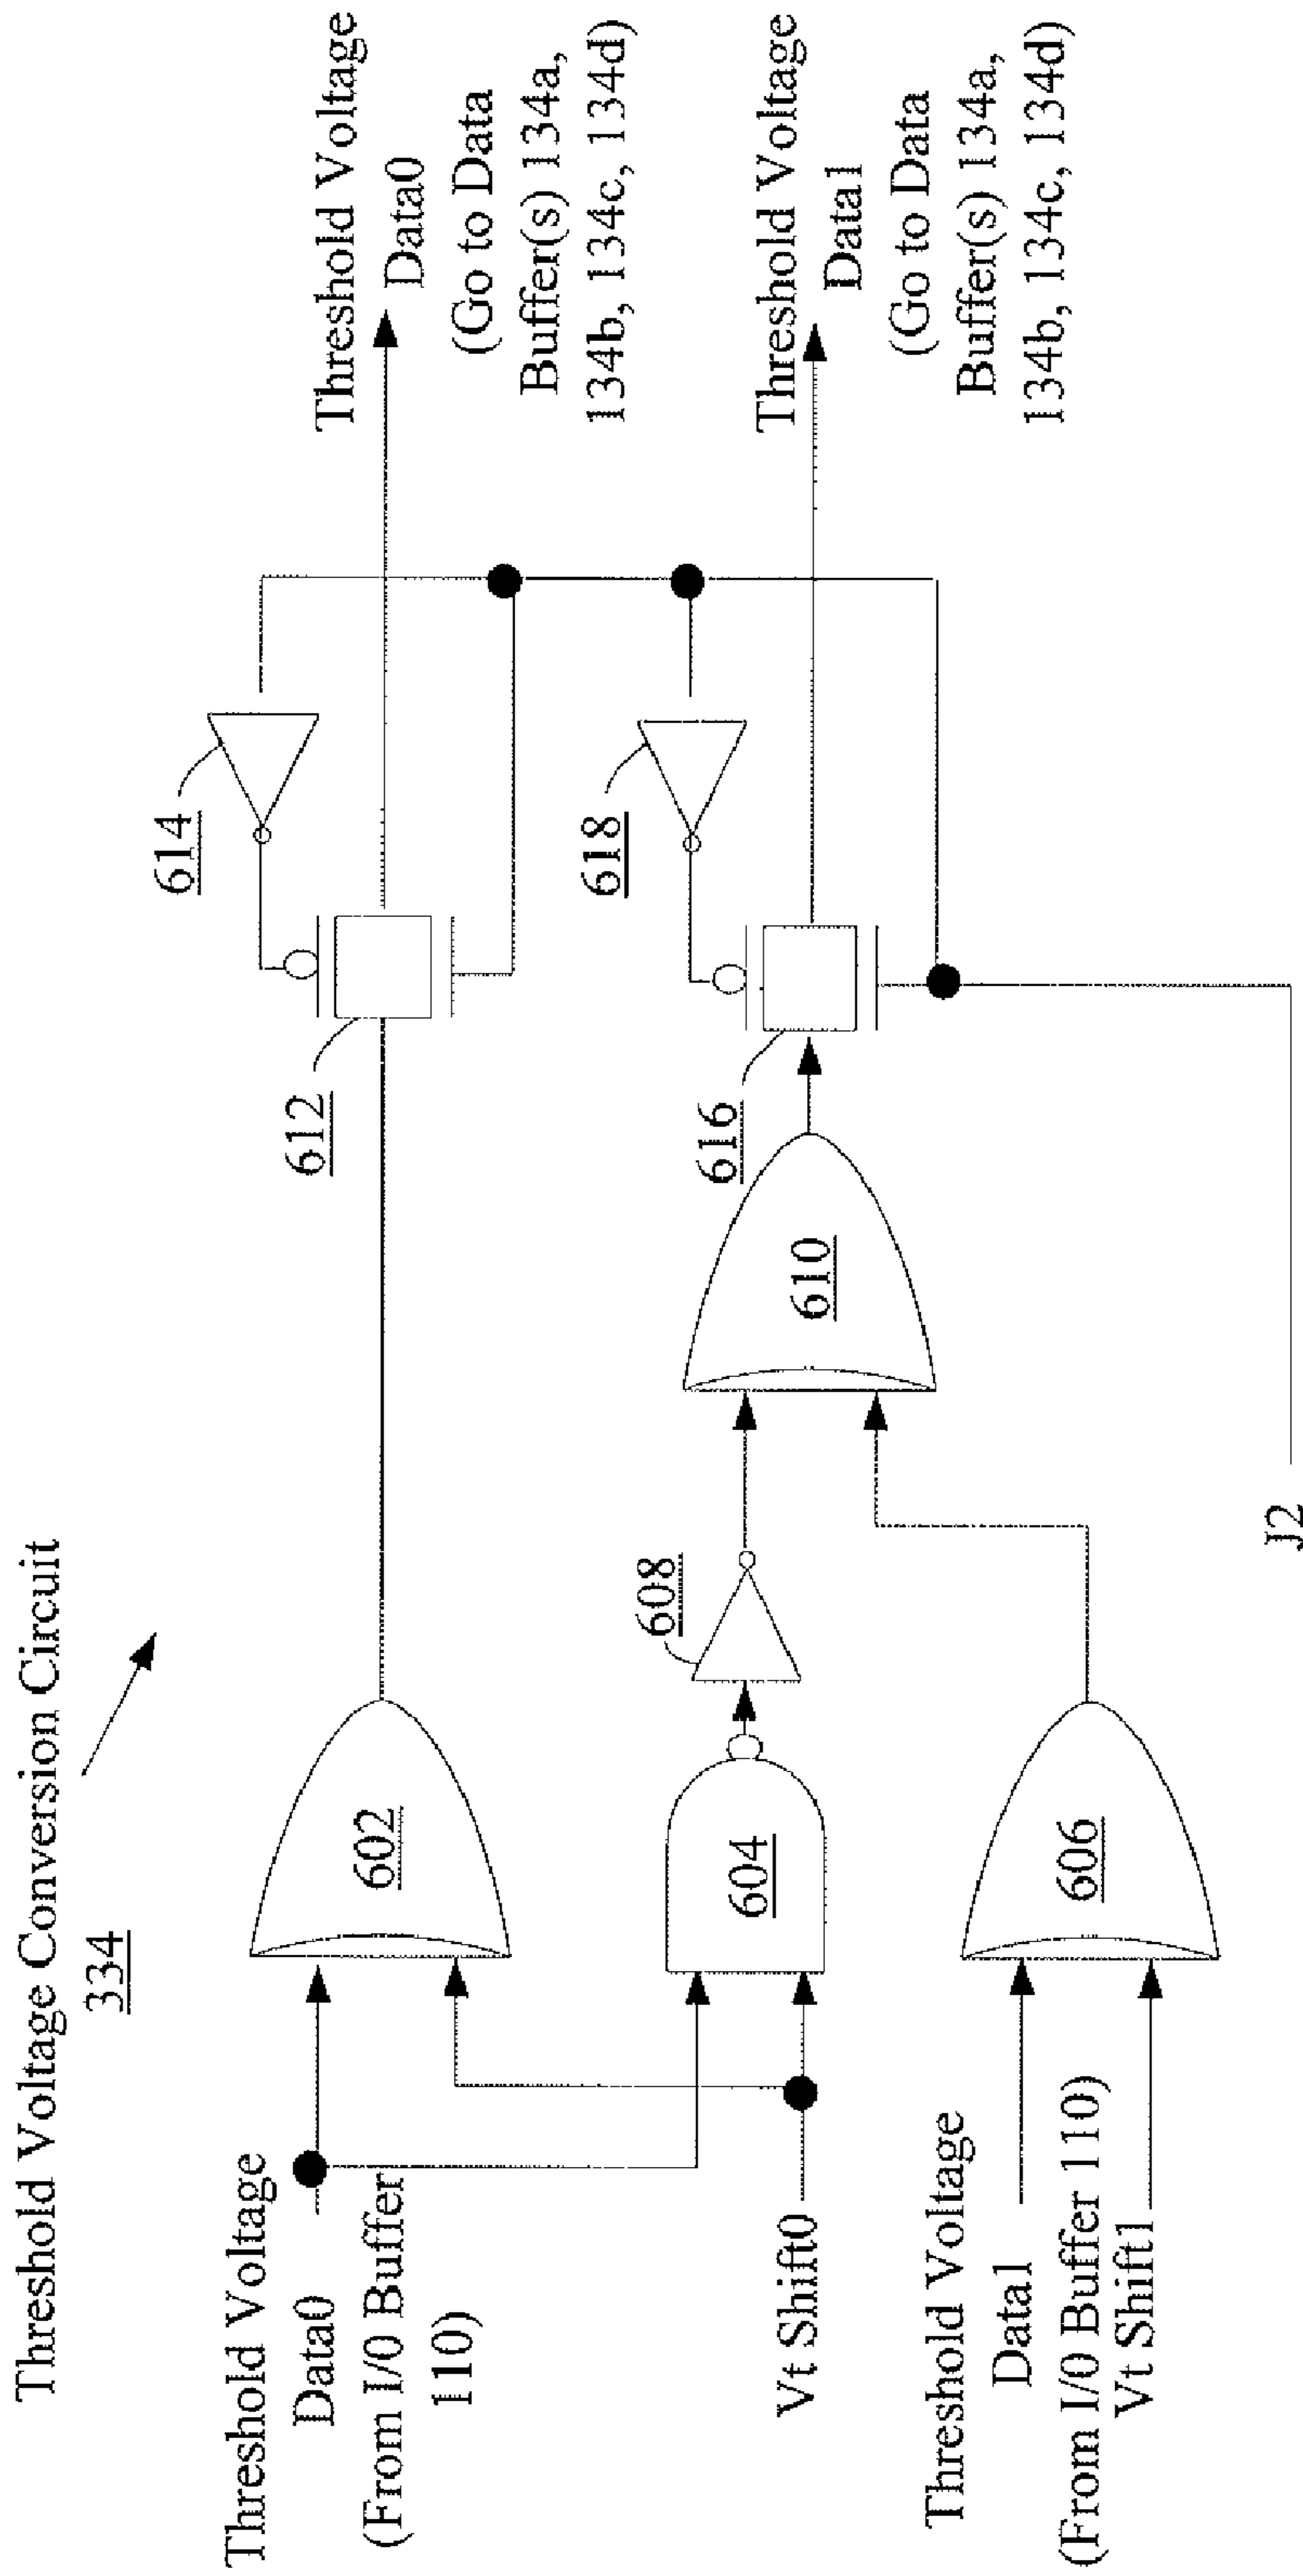 Threshold Voltage Conversion Circuit
334
Threshold Voltage
Data0
(From I/0 Buffer
110)
Vt Shift0
Threshold Voltage
Data1
(From I/0 Buffer 110)
Vt Shift1
602
604
606
608
610
612
614
616
618
J2
Threshold Voltage
Data0
(Go to Data
Buffer(s) 134a,
134b, 134c, 134d)
Threshold Voltage
Data1
(Go to Data
Buffer(s) 134a,
134b, 134c, 134d)